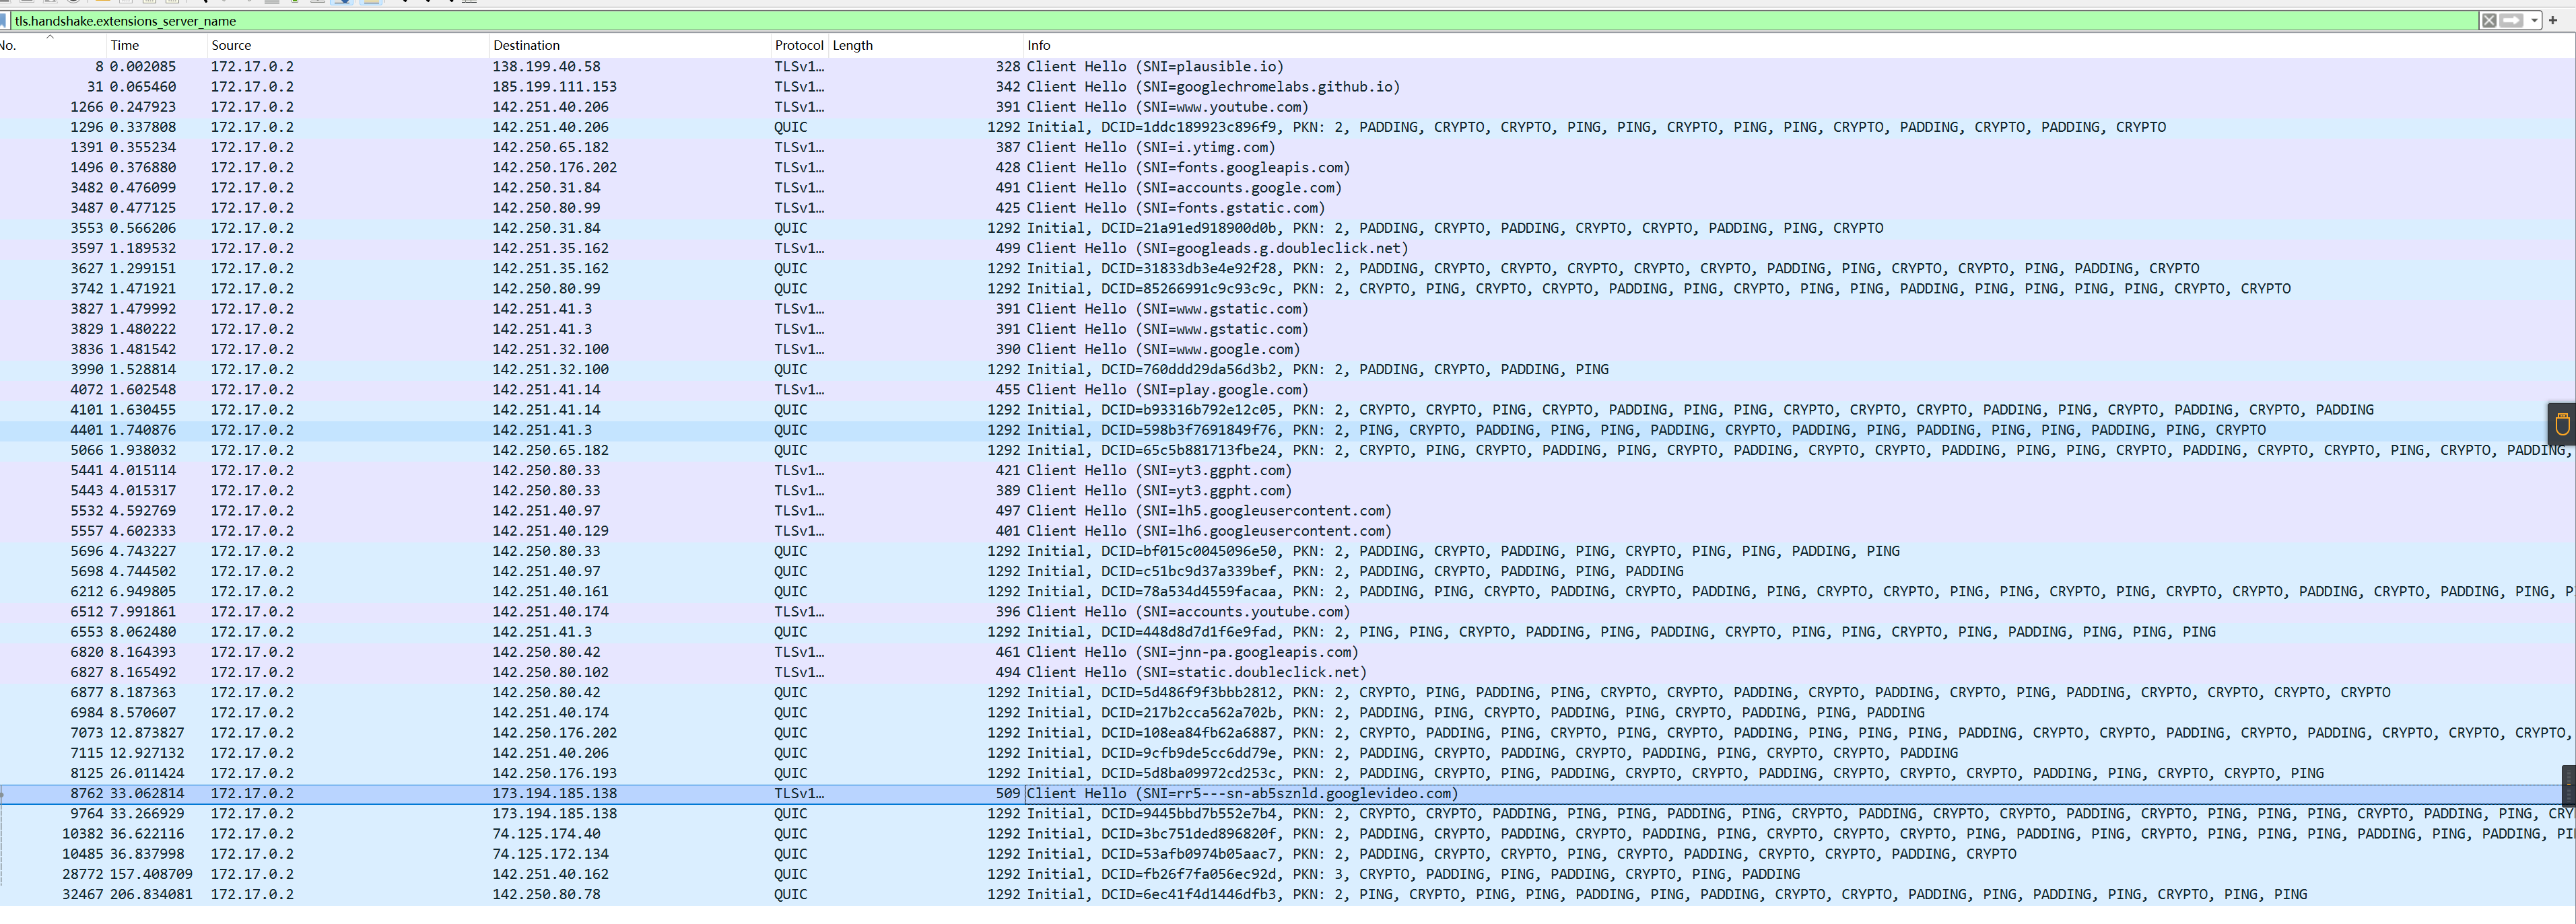 tls.handshake.extensions_server_name
No. Time Source Destination Protocol Length Info
8 0.002085 172.17.0.2 138.199.40.58 TLSv1… 328 Client Hello (SNI=plausible.io)
31 0.065460 172.17.0.2 185.199.111.153 TLSv1… 342 Client Hello (SNI=googlechromelabs.github.io)
1266 0.247923 172.17.0.2 142.251.40.206 TLSv1… 391 Client Hello (SNI=www.youtube.com)
1296 0.337808 172.17.0.2 142.251.40.206 QUIC 1292 Initial, DCID=1ddc189923c896f9, PKN: 2, PADDING, CRYPTO, CRYPTO, PING, PING, CRYPTO, PING, PING, CRYPTO, PADDING, CRYPTO, PADDING, CRYPTO
1391 0.355234 172.17.0.2 142.250.65.182 TLSv1… 387 Client Hello (SNI=i.ytimg.com)
1496 0.376880 172.17.0.2 142.250.176.202 TLSv1… 428 Client Hello (SNI=fonts.googleapis.com)
3482 0.476099 172.17.0.2 142.250.31.84 TLSv1… 491 Client Hello (SNI=accounts.google.com)
3487 0.477125 172.17.0.2 142.250.80.99 TLSv1… 425 Client Hello (SNI=fonts.gstatic.com)
3553 0.566206 172.17.0.2 142.250.31.84 QUIC 1292 Initial, DCID=21a91ed918900d0b, PKN: 2, PADDING, CRYPTO, PADDING, CRYPTO, CRYPTO, PADDING, PING, CRYPTO
3597 1.189532 172.17.0.2 142.251.35.162 TLSv1… 499 Client Hello (SNI=googleads.g.doubleclick.net)
3627 1.299151 172.17.0.2 142.251.35.162 QUIC 1292 Initial, DCID=31833db3e4e92f28, PKN: 2, PADDING, CRYPTO, CRYPTO, CRYPTO, CRYPTO, CRYPTO, PADDING, PING, CRYPTO, CRYPTO, PING, PADDING, CRYPTO
3742 1.471921 172.17.0.2 142.250.80.99 QUIC 1292 Initial, DCID=85266991c9c93c9c, PKN: 2, CRYPTO, PING, CRYPTO, CRYPTO, PADDING, PING, CRYPTO, PING, PING, PADDING, PING, PING, PING, PING, CRYPTO, CRYPTO
3827 1.479992 172.17.0.2 142.251.41.3 TLSv1… 391 Client Hello (SNI=www.gstatic.com)
3829 1.480222 172.17.0.2 142.251.41.3 TLSv1… 391 Client Hello (SNI=www.gstatic.com)
3836 1.481542 172.17.0.2 142.251.32.100 TLSv1… 390 Client Hello (SNI=www.google.com)
3990 1.528814 172.17.0.2 142.251.32.100 QUIC 1292 Initial, DCID=760ddd29da56d3b2, PKN: 2, PADDING, CRYPTO, PADDING, PING
4072 1.602548 172.17.0.2 142.251.41.14 TLSv1… 455 Client Hello (SNI=play.google.com)
4101 1.630455 172.17.0.2 142.251.41.14 QUIC 1292 Initial, DCID=b93316b792e12c05, PKN: 2, CRYPTO, CRYPTO, PING, CRYPTO, PADDING, PING, PING, CRYPTO, CRYPTO, CRYPTO, PADDING, PING, CRYPTO, PADDING, CRYPTO, PADDING
4401 1.740876 172.17.0.2 142.251.41.3 QUIC 1292 Initial, DCID=598b3f7691849f76, PKN: 2, PING, CRYPTO, PADDING, PING, PING, PADDING, CRYPTO, PADDING, PING, PADDING, PING, PING, PADDING, PING, CRYPTO
5066 1.938032 172.17.0.2 142.250.65.182 QUIC 1292 Initial, DCID=65c5b881713fbe24, PKN: 2, CRYPTO, PING, CRYPTO, PADDING, PING, CRYPTO, PADDING, CRYPTO, CRYPTO, PADDING, PING, PING, CRYPTO, PADDING, CRYPTO, CRYPTO, PING, CRYPTO, PADDING,
5441 4.015114 172.17.0.2 142.250.80.33 TLSv1… 421 Client Hello (SNI=yt3.ggpht.com)
5443 4.015317 172.17.0.2 142.250.80.33 TLSv1… 389 Client Hello (SNI=yt3.ggpht.com)
5532 4.592769 172.17.0.2 142.251.40.97 TLSv1… 497 Client Hello (SNI=lh5.googleusercontent.com)
5557 4.602333 172.17.0.2 142.251.40.129 TLSv1… 401 Client Hello (SNI=lh6.googleusercontent.com)
5696 4.743227 172.17.0.2 142.250.80.33 QUIC 1292 Initial, DCID=bf015c0045096e50, PKN: 2, PADDING, CRYPTO, PADDING, PING, CRYPTO, PING, PING, PADDING, PING
5698 4.744502 172.17.0.2 142.251.40.97 QUIC 1292 Initial, DCID=c51bc9d37a339bef, PKN: 2, PADDING, CRYPTO, PADDING, PING, PADDING
6212 6.949805 172.17.0.2 142.251.40.161 QUIC 1292 Initial, DCID=78a534d4559facaa, PKN: 2, PADDING, PING, CRYPTO, PADDING, CRYPTO, PADDING, PING, CRYPTO, CRYPTO, PING, PING, CRYPTO, PING, CRYPTO, CRYPTO, PADDING, CRYPTO, PADDING, PING,
6512 7.991861 172.17.0.2 142.251.40.174 TLSv1… 396 Client Hello (SNI=accounts.youtube.com)
6553 8.062480 172.17.0.2 142.251.41.3 QUIC 1292 Initial, DCID=448d8d7d1f6e9fad, PKN: 2, PING, PING, CRYPTO, PADDING, PING, PADDING, CRYPTO, PING, PING, CRYPTO, PING, PADDING, PING, PING, PING
6820 8.164393 172.17.0.2 142.250.80.42 TLSv1… 461 Client Hello (SNI=jnn-pa.googleapis.com)
6827 8.165492 172.17.0.2 142.250.80.102 TLSv1… 494 Client Hello (SNI=static.doubleclick.net)
6877 8.187363 172.17.0.2 142.250.80.42 QUIC 1292 Initial, DCID=5d486f9f3bbb2812, PKN: 2, CRYPTO, PING, PADDING, PING, CRYPTO, CRYPTO, PADDING, CRYPTO, PADDING, CRYPTO, PING, PADDING, CRYPTO, CRYPTO, CRYPTO, CRYPTO
6984 8.570607 172.17.0.2 142.251.40.174 QUIC 1292 Initial, DCID=217b2cca562a702b, PKN: 2, PADDING, PING, CRYPTO, PADDING, PING, CRYPTO, PADDING, PING, PADDING
7073 12.873827 172.17.0.2 142.250.176.202 QUIC 1292 Initial, DCID=108ea84fb62a6887, PKN: 2, CRYPTO, PADDING, PING, CRYPTO, PING, CRYPTO, PADDING, PING, PING, PING, PADDING, CRYPTO, CRYPTO, PADDING, CRYPTO, PADDING, CRYPTO, CRYPTO, CRYPTO,
7115 12.927132 172.17.0.2 142.251.40.206 QUIC 1292 Initial, DCID=9cfb9de5cc6dd79e, PKN: 2, PADDING, CRYPTO, PADDING, CRYPTO, PADDING, PING, CRYPTO, CRYPTO, PADDING
8125 26.011424 172.17.0.2 142.250.176.193 QUIC 1292 Initial, DCID=5d8ba09972cd253c, PKN: 2, PADDING, CRYPTO, PING, PADDING, CRYPTO, CRYPTO, PADDING, CRYPTO, CRYPTO, CRYPTO, PADDING, PING, CRYPTO, CRYPTO, PING
8762 33.062814 172.17.0.2 173.194.185.138 TLSv1… 509 Client Hello (SNI=rr5---sn-ab5sznld.googlevideo.com)
9764 33.266929 172.17.0.2 173.194.185.138 QUIC 1292 Initial, DCID=9445bbd7b552e7b4, PKN: 2, CRYPTO, CRYPTO, PADDING, PING, PING, PADDING, PING, CRYPTO, PADDING, CRYPTO, PADDING, CRYPTO, CRYPTO, PING, PING, PING, CRYPTO, PADDING, PING,
10382 36.622116 172.17.0.2 74.125.174.40 QUIC 1292 Initial, DCID=3bc751ded896820f, PKN: 2, PADDING, CRYPTO, PADDING, CRYPTO, PADDING, PING, CRYPTO, CRYPTO, CRYPTO, PING, PADDING, PING, CRYPTO, PING, PING, PING, PADDING, PING, PADDING,
10485 36.837998 172.17.0.2 74.125.172.134 QUIC 1292 Initial, DCID=53afb0974b05aac7, PKN: 2, PADDING, CRYPTO, CRYPTO, PING, CRYPTO, PADDING, CRYPTO, CRYPTO, PADDING, CRYPTO
28772 157.408709 172.17.0.2 142.251.40.162 QUIC 1292 Initial, DCID=fb26f7fa056ec92d, PKN: 3, CRYPTO, PADDING, PING, PADDING, CRYPTO, PING, PADDING
32467 206.834081 172.17.0.2 142.250.80.78 QUIC 1292 Initial, DCID=6ec41f4d1446dfb3, PKN: 2, PING, CRYPTO, PING, PING, PADDING, PING, PADDING, CRYPTO, CRYPTO, PADDING, PING, PADDING, PING, CRYPTO, PING, PING